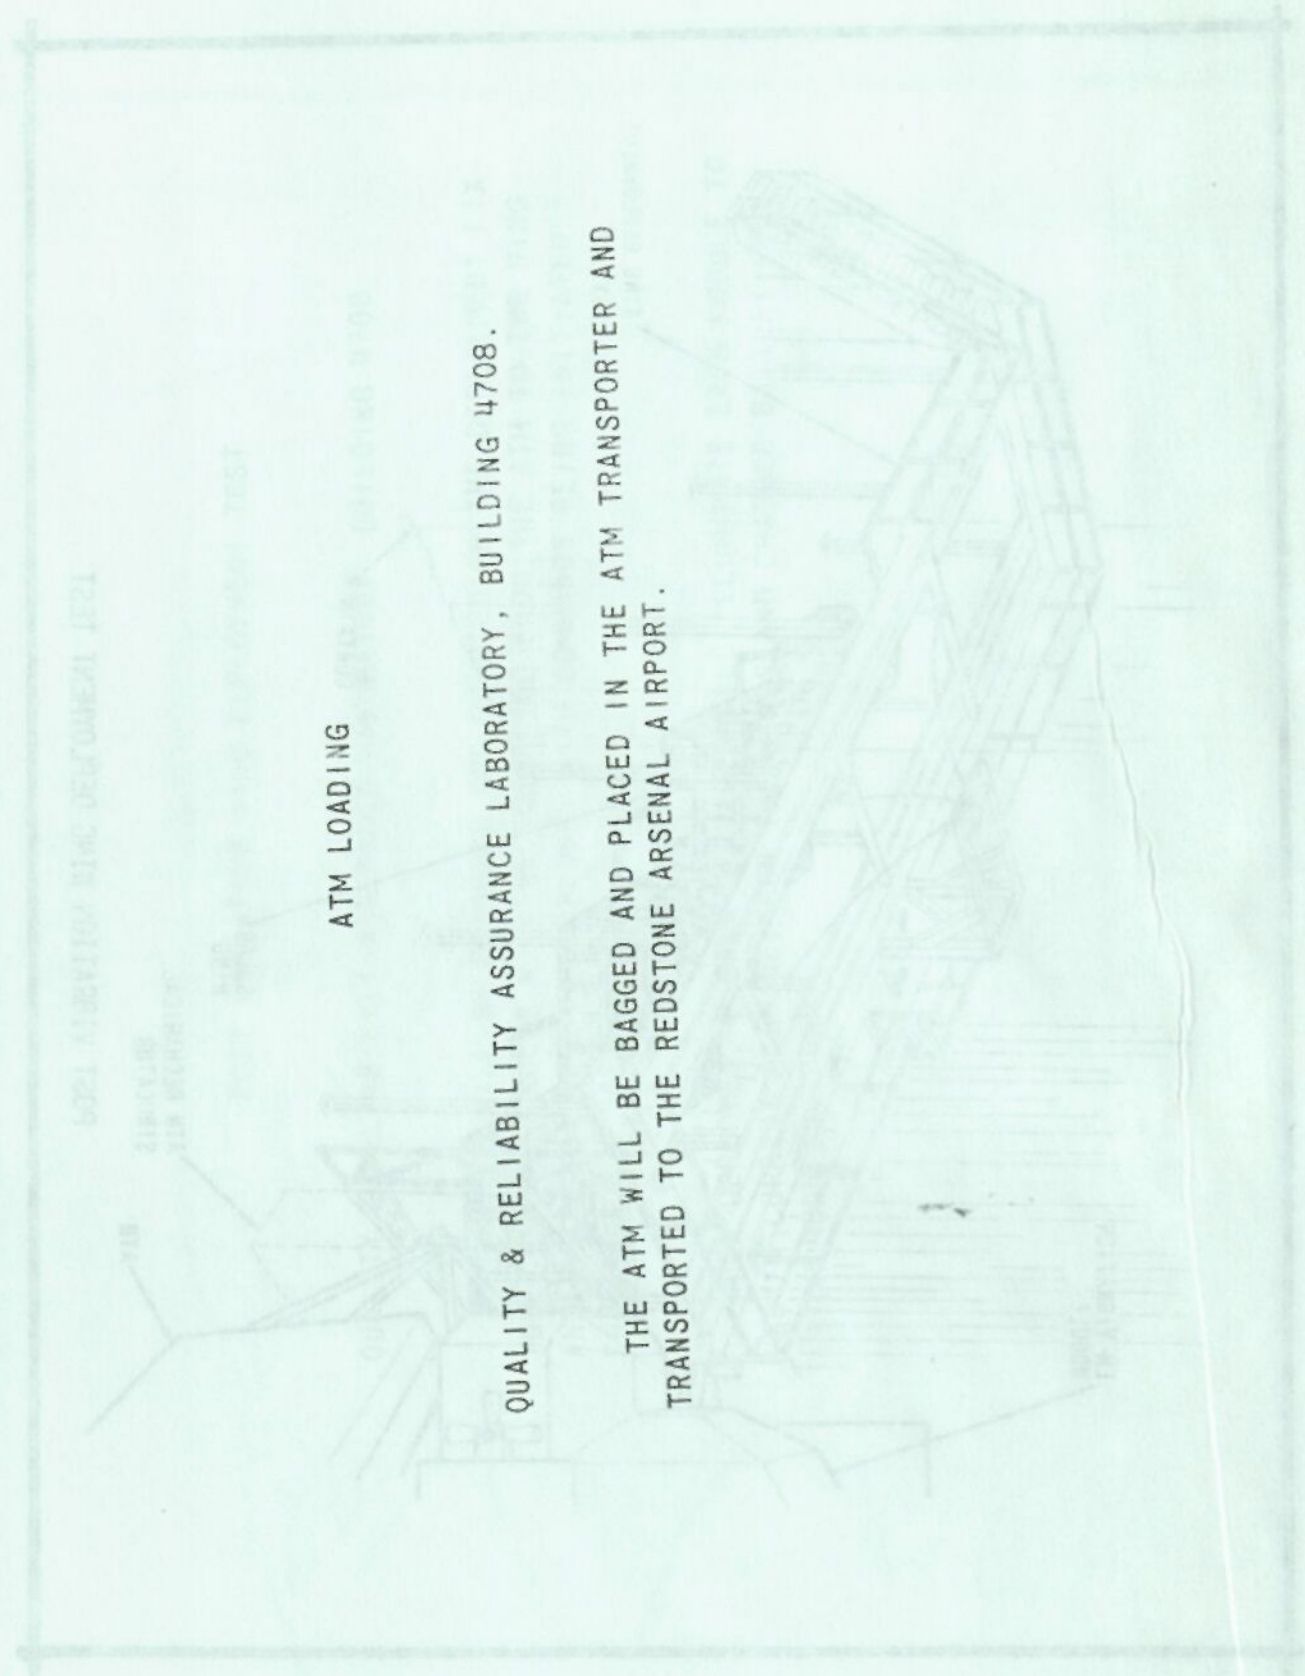 ATM LOADING
QUALITY & RELIABILITY ASSURANCE LABORATORY, BUILDING 4708.
THE ATM WILL BE BAGGED AND PLACED IN THE ATM TRANSPORTER AND
TRANSPORTED TO THE REDSTONE ARSENAL AIRPORT.